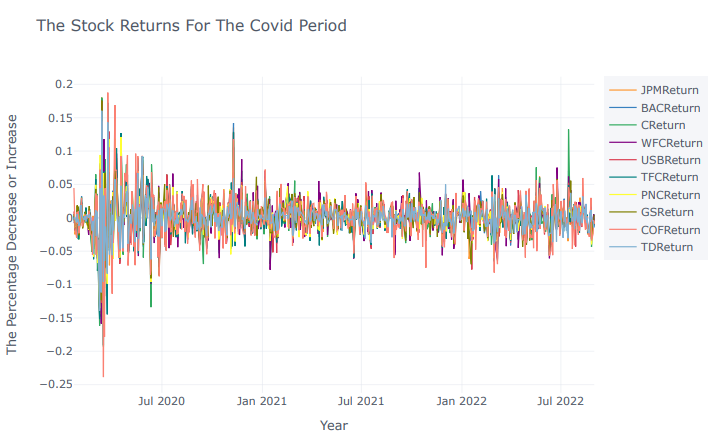 The Stock Returns For The Covid Period
The Percentage Decrease or Increase
0.2
0.15
0.1
0.05
0
−0.05
−0.1
−0.15
−0.2
−0.25
Jul 2020
Jan 2021
Jul 2021
Jan 2022
Jul 2022
Year
JPMReturn
BACReturn
CReturn
WFCReturn
USBReturn
TFCReturn
PNCReturn
GSReturn
COFReturn
TDReturn